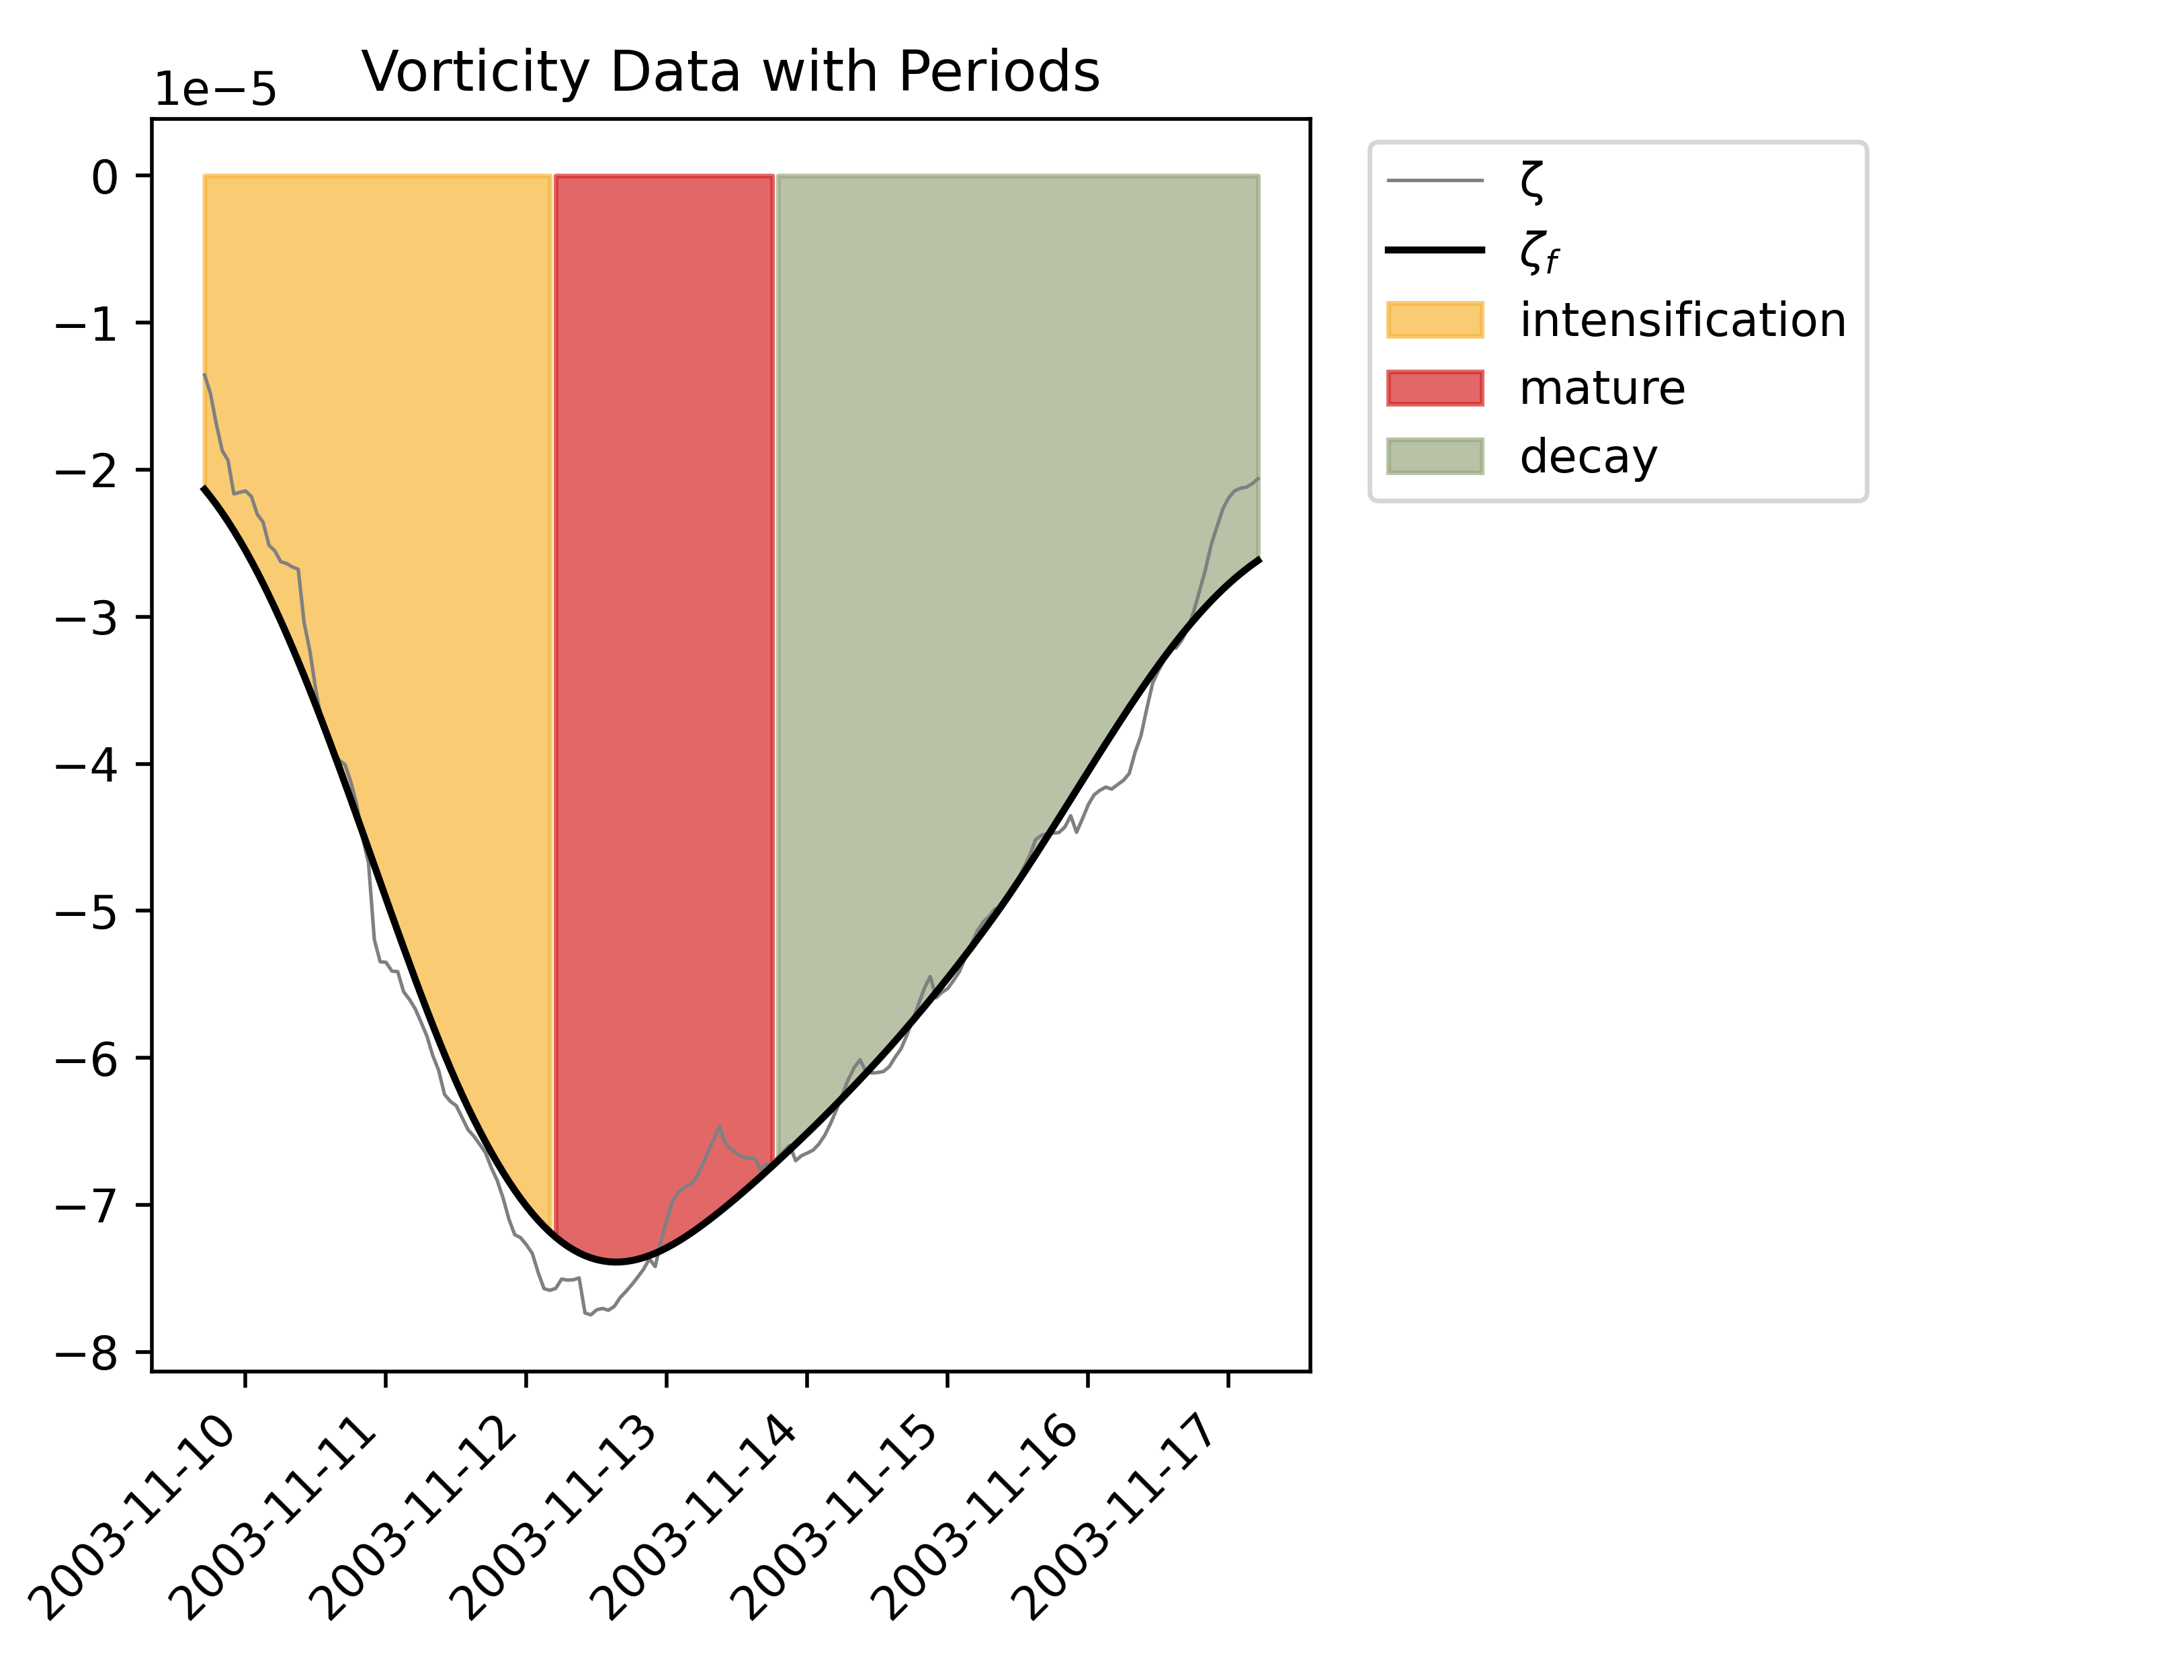 Vorticity Data with Periods
1e−5
0
−1
−2
−3
−4
−5
−6
−7
−8
2003-11-10
2003-11-11
2003-11-12
2003-11-13
2003-11-14
2003-11-15
2003-11-16
2003-11-17
ζ
ζf
intensification
mature
decay